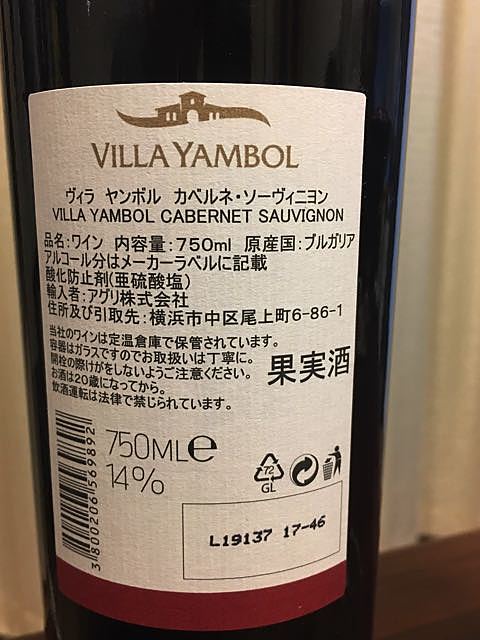 VILLA YAMBOL
ヴィラ ヤンボル カベルネ・ソーヴィニヨン
VILLA YAMBOL CABERNET SAUVIGNON
品名:ワイン 内容量:750ml 原産国:ブルガリア
アルコール分はメーカーラベルに記載
酸化防止剤(亜硫酸塩)
輸入者:アグリ株式会社
住所及び引取先:横浜市中区尾上町6-86-1
当社のワインは定温倉庫で保管されています。
容器はガラスですのでお取扱いは丁寧に。
開栓の際けがをしないようご注意ください。
お酒は20歳になってから。
飲酒運転は法律で禁じられています。
果実酒
3800206569892
750ML e
14%
72
GL
L19137 17-46